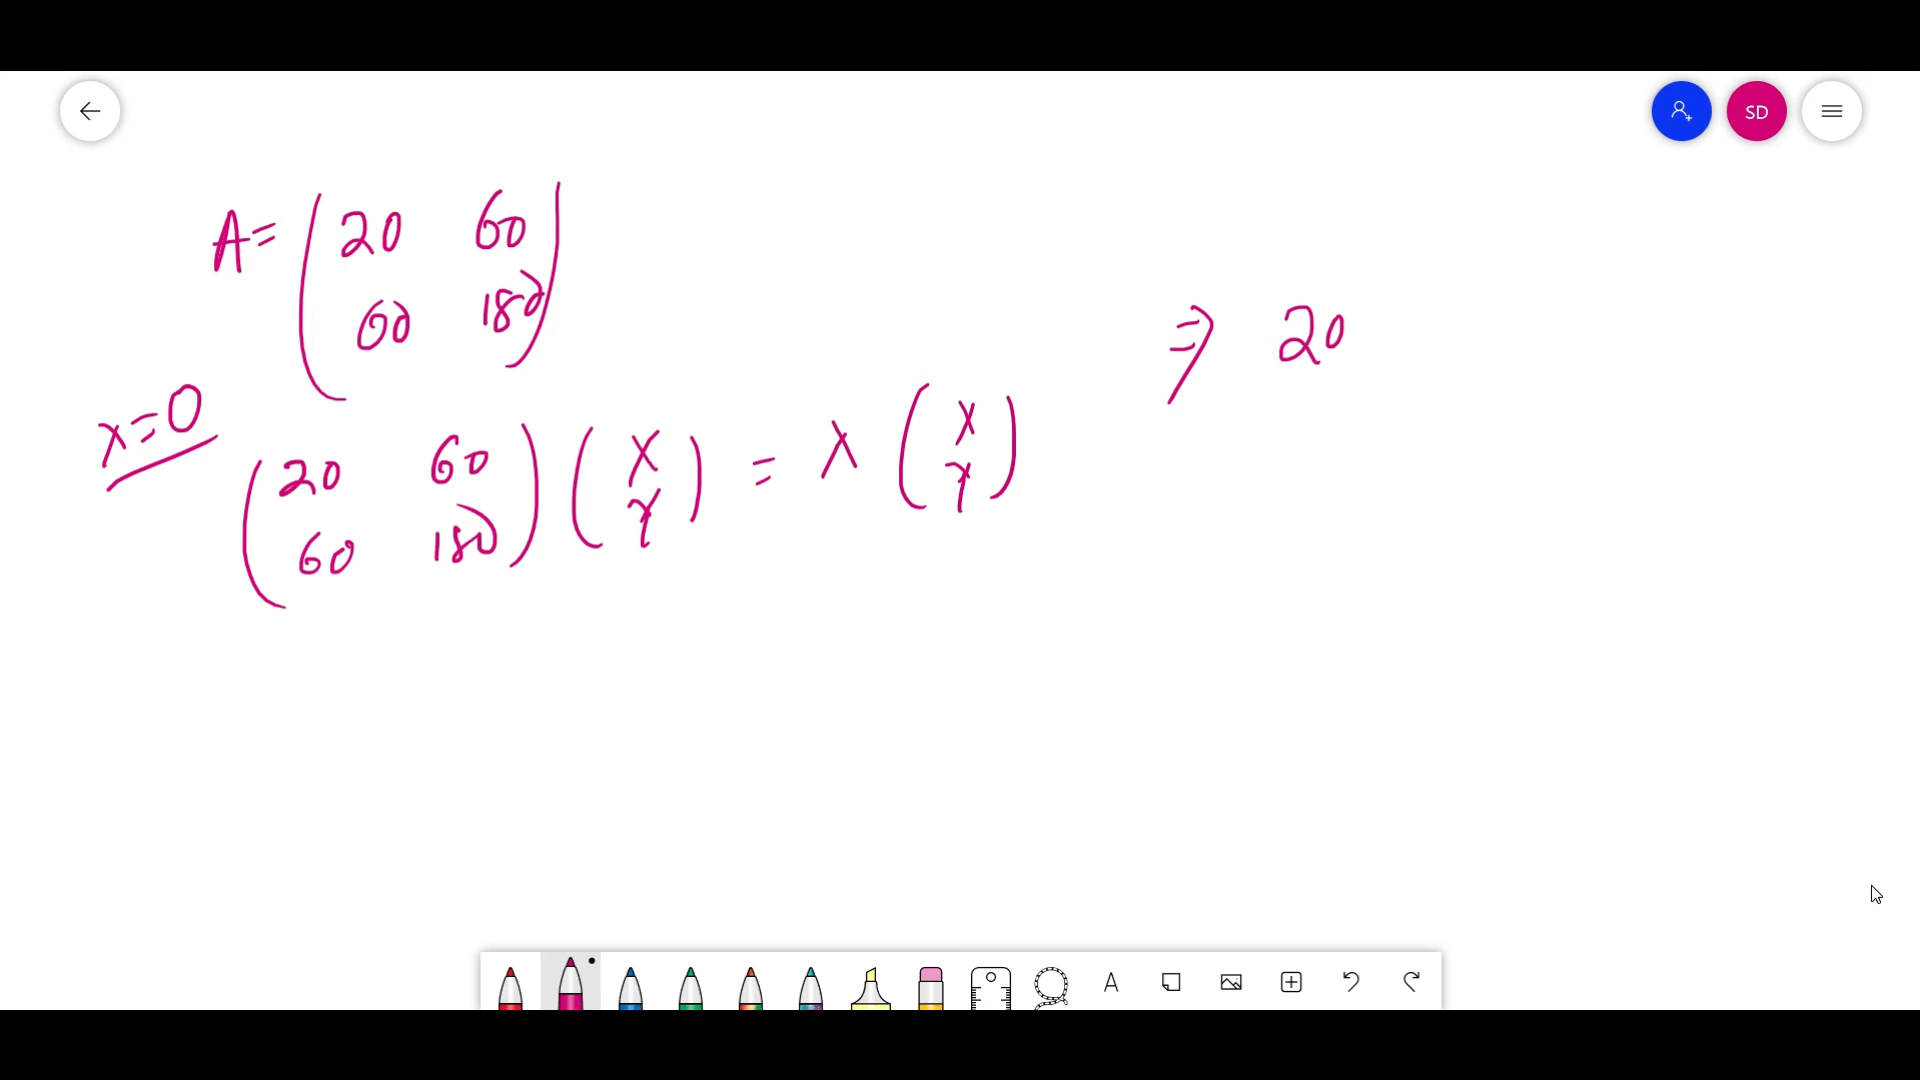 SD
A = ( 20 60
60 180 )
⇒ 20
x = 0
( 20 60
60 180 ) ( x
y ) = λ ( x
y )
A